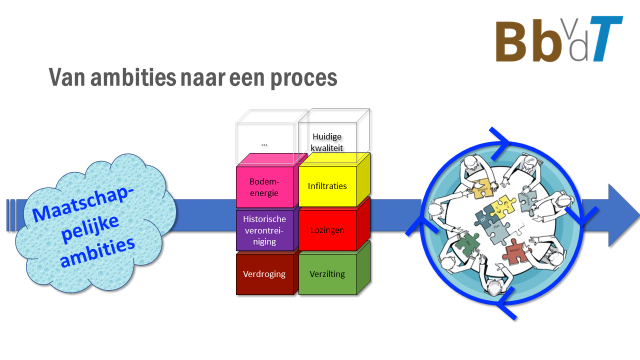 BbVdT
Van ambities naar een proces
Maatschap-
pelijke
ambities
...
Huidige
kwaliteit
Bodem-
energie
Infiltraties
Historische
verontrei-
niging
Lozingen
Verdroging
Verzilting